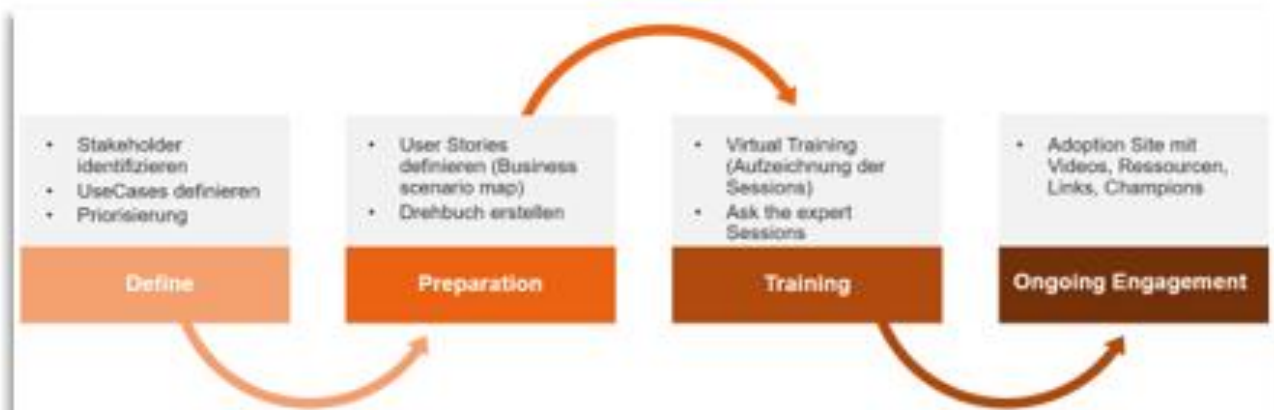 • Stakeholder
identifizieren
• UseCases definieren
• Priorisierung
Define
• User Stories
definieren (Business
scenario map)
• Drehbuch erstellen
Preparation
• Virtual Training
(Aufzeichnung der
Sessions)
• Ask the expert
Sessions
Training
• Adoption Site mit
Videos, Ressourcen,
Links, Champions
Ongoing Engagement